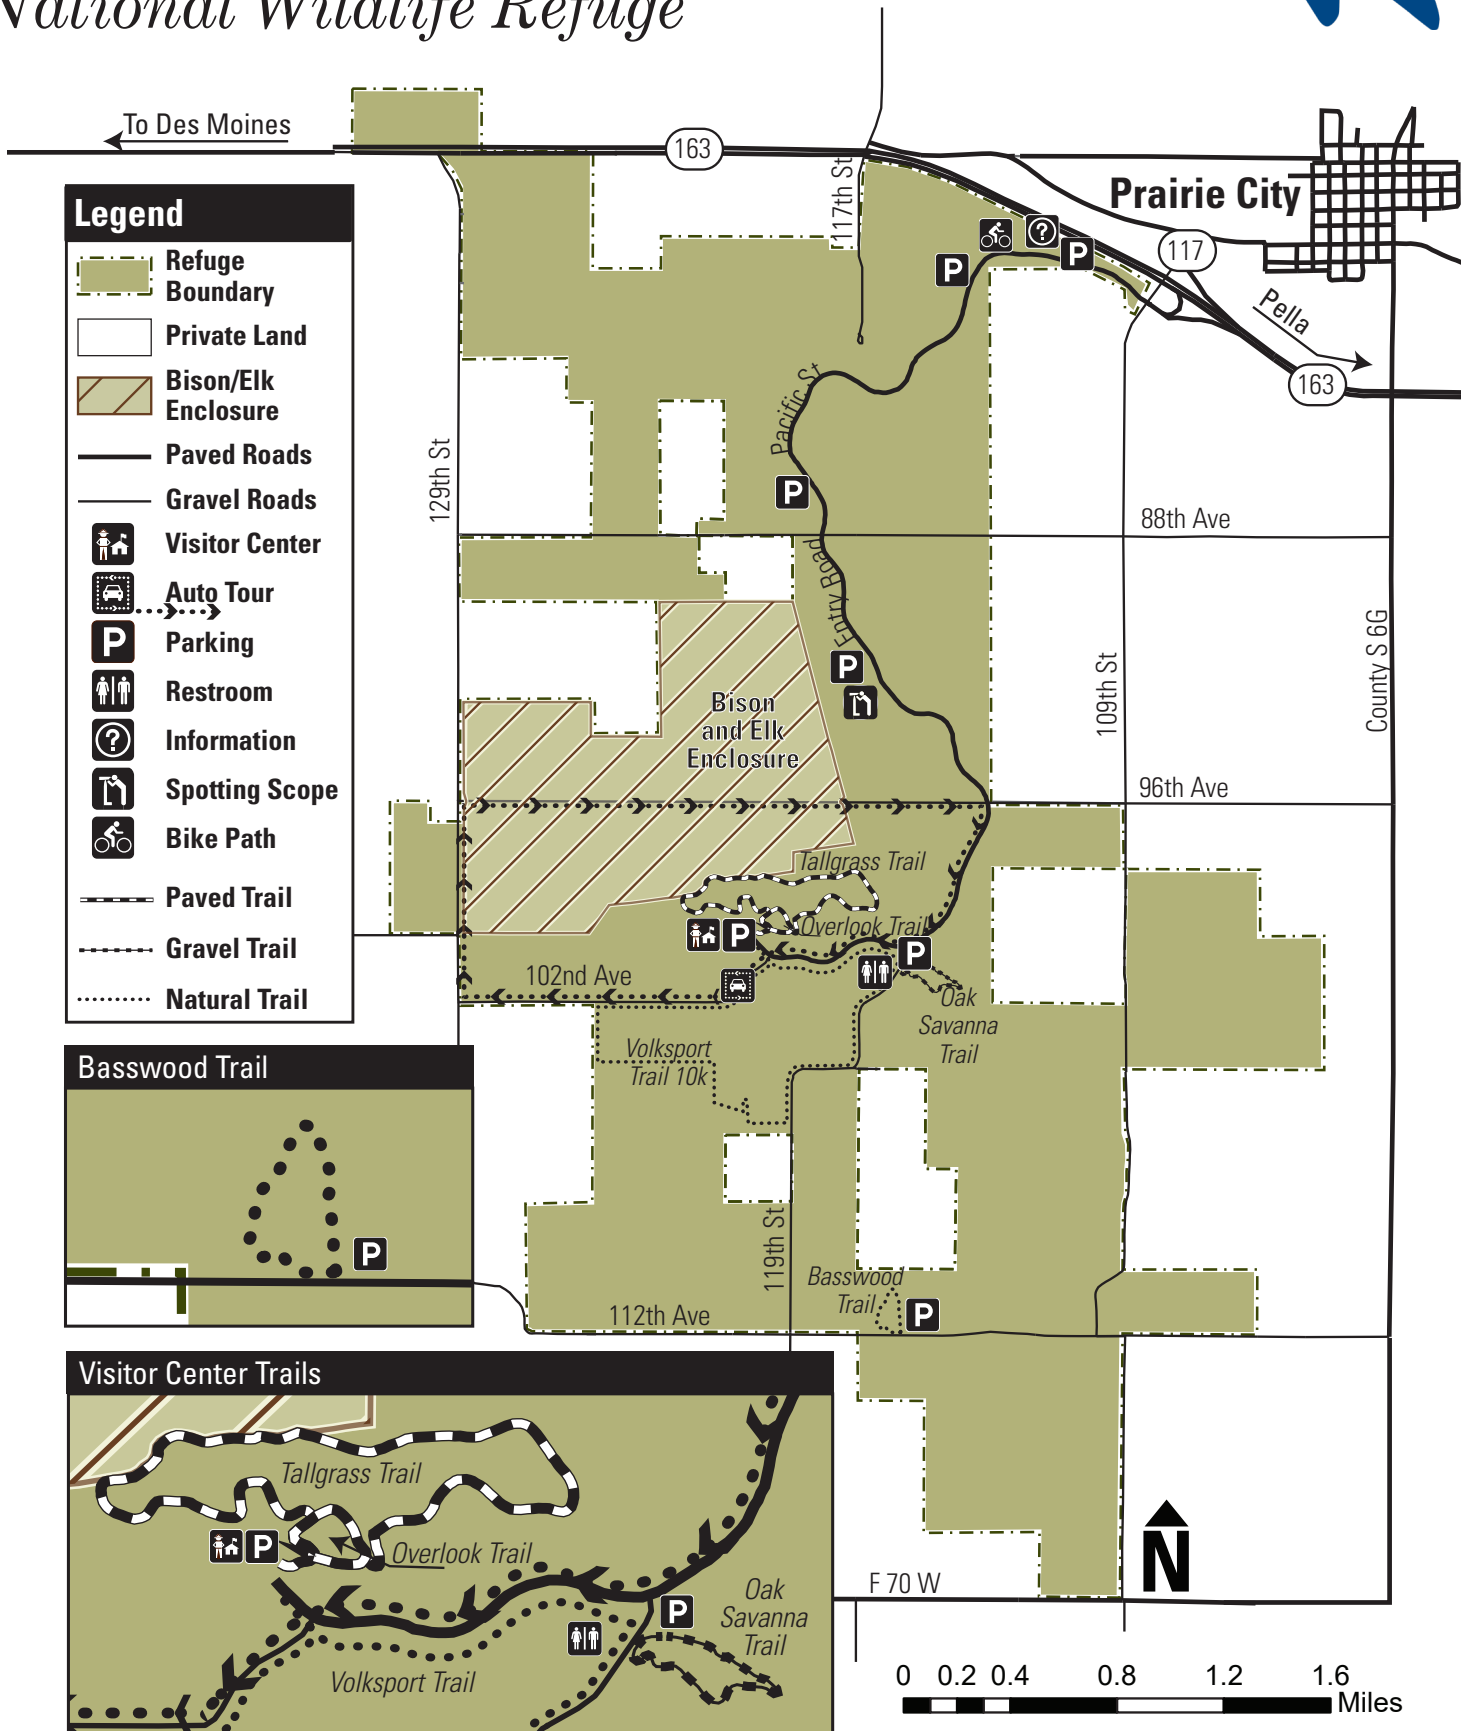 National Wildlife Refuge
To Des Moines
163
117th St
Prairie City
117
Pella
163
Legend
Refuge
Boundary
Private Land
Bison/Elk
Enclosure
Paved Roads
Gravel Roads
Visitor Center
Auto Tour
P
Parking
Restroom
?
Information
Spotting Scope
Bike Path
Paved Trail
Gravel Trail
Natural Trail
?
P
P
Pacific St
129th St
P
88th Ave
Entry Road
P
Bison
and Elk
Enclosure
109th St
County S 6G
96th Ave
Tallgrass Trail
Overlook Trail
P
P
102nd Ave
Oak
Savanna
Trail
Volksport
Trail 10k
119th St
Basswood
Trail
P
112th Ave
Basswood Trail
P
Visitor Center Trails
Tallgrass Trail
P
Overlook Trail
P
Oak
Savanna
Trail
Volksport Trail
F 70 W
N
0 0.2 0.4 0.8 1.2 1.6
Miles